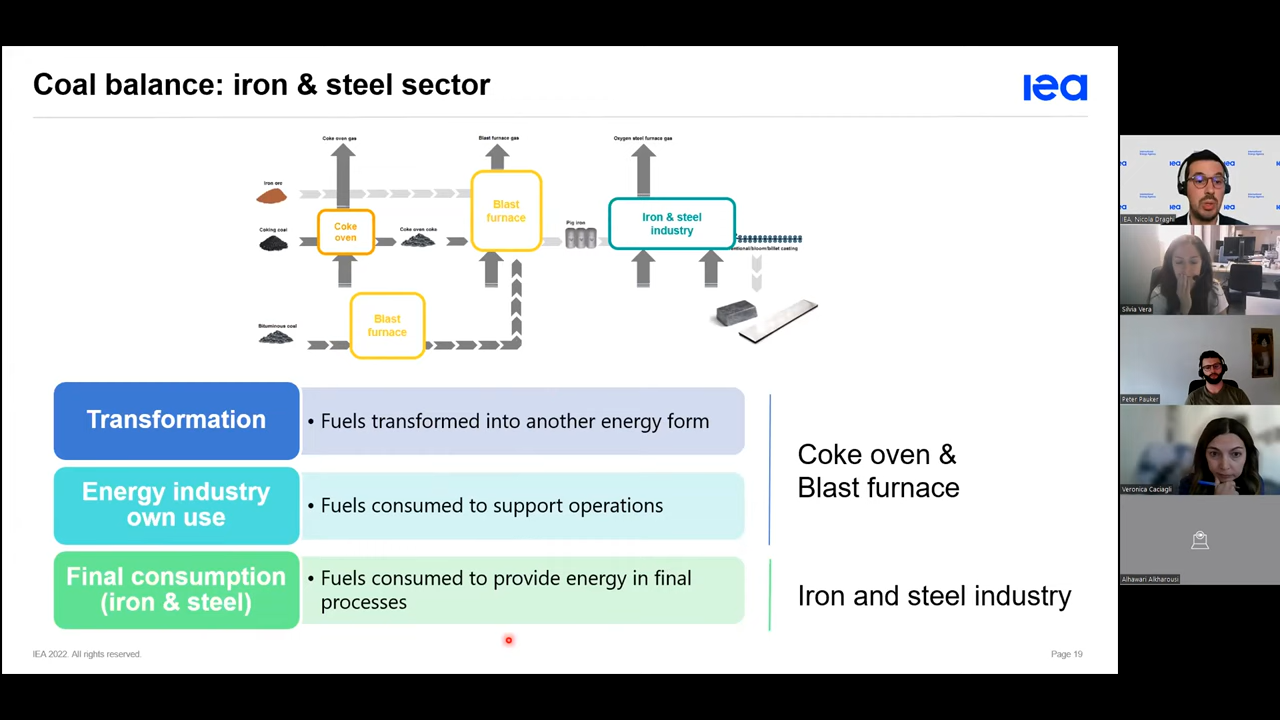 Coal balance: iron & steel sector
iea
Coke oven gas
Blast furnace gas
Oxygen steel furnace gas
Iron ore
Blast
furnace
Iron & steel
industry
Coke
oven
Coking coal
Coke oven coke
Pig iron
Blast
furnace
Bituminous coal
Transformation
• Fuels transformed into another energy form
Energy industry
own use
• Fuels consumed to support operations
Final consumption
(iron & steel)
• Fuels consumed to provide energy in final
processes
Coke oven &
Blast furnace
Iron and steel industry
IEA 2022. All rights reserved.
Page 19
IEA, Nicola Draghi
Silvia Vera
Peter Pauker
Veronica Caciagli
Alhawari Alkharousi